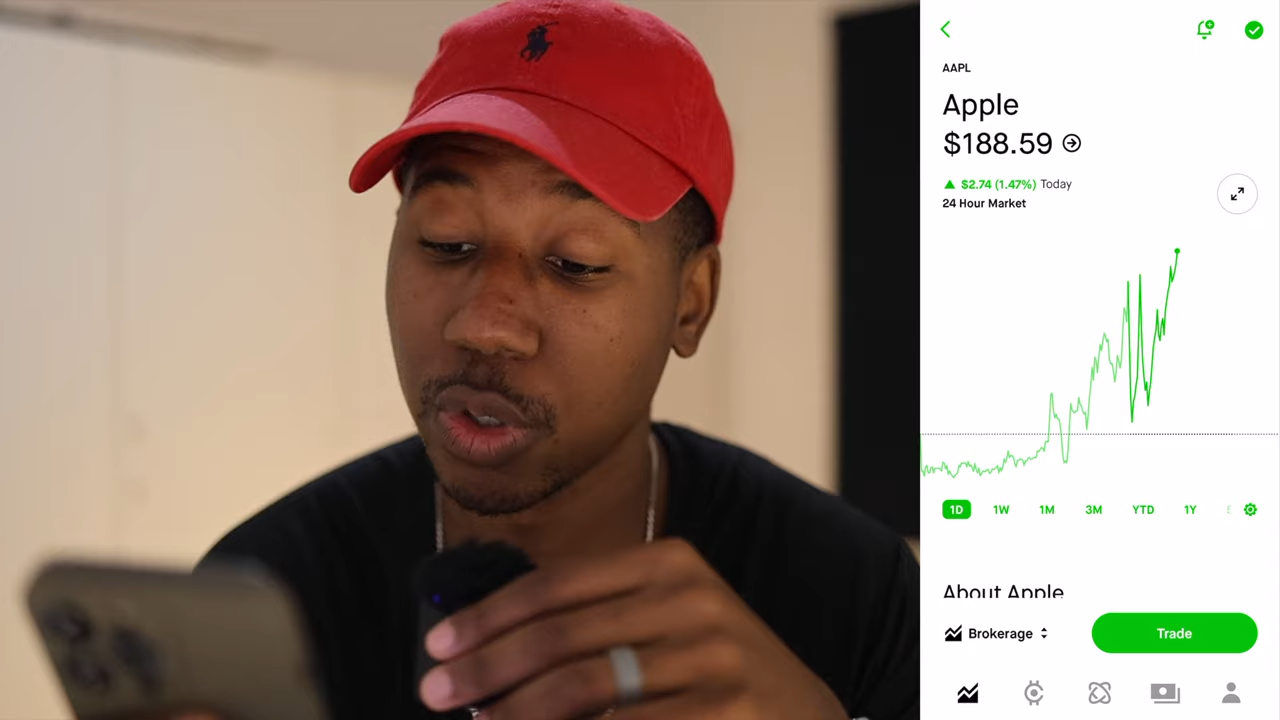 AAPL
Apple
$188.59
$2.74 (1.47%) Today
24 Hour Market
1D 1W 1M 3M YTD 1Y
About Apple
Brokerage
Trade